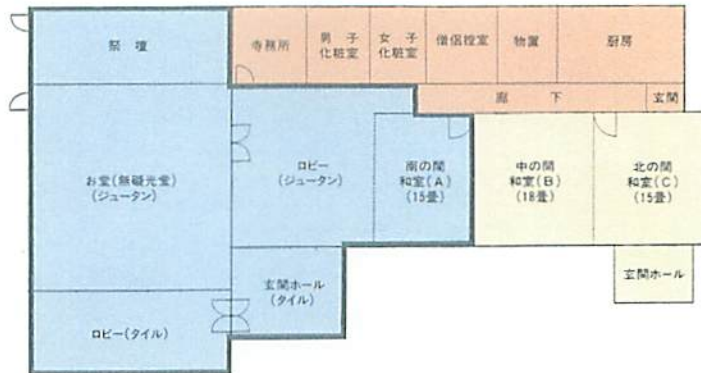 祭 壇
寺務所
男 子
化粧室
女 子
化粧室
僧侶控室
物置
厨房
廊 下
玄関
お堂(無礙光堂)
(ジュータン)
ロビー
(ジュータン)
南の間
和室(A)
(15畳)
中の間
和室(B)
(18畳)
北の間
和室(C)
(15畳)
玄関ホール
(タイル)
玄関ホール
ロビー(タイル)